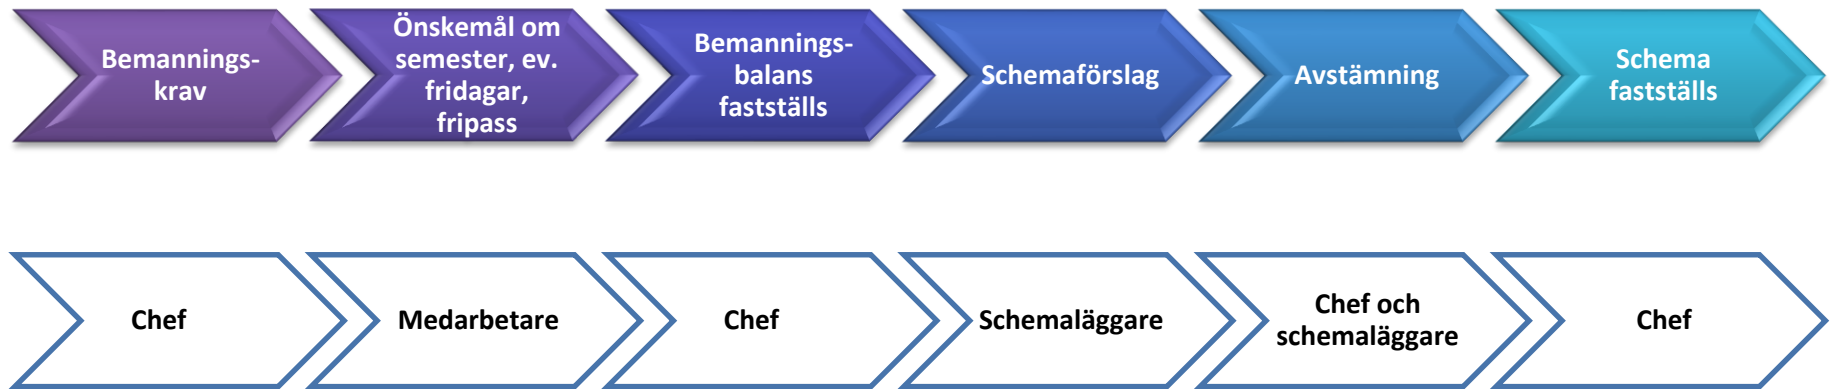 Bemannings-
krav
Önskemål om
semester, ev.
fridagar,
fripass
Bemannings-
balans
fastställs
Schemaförslag
Avstämning
Schema
fastställs
Chef
Medarbetare
Chef
Schemaläggare
Chef och
schemaläggare
Chef